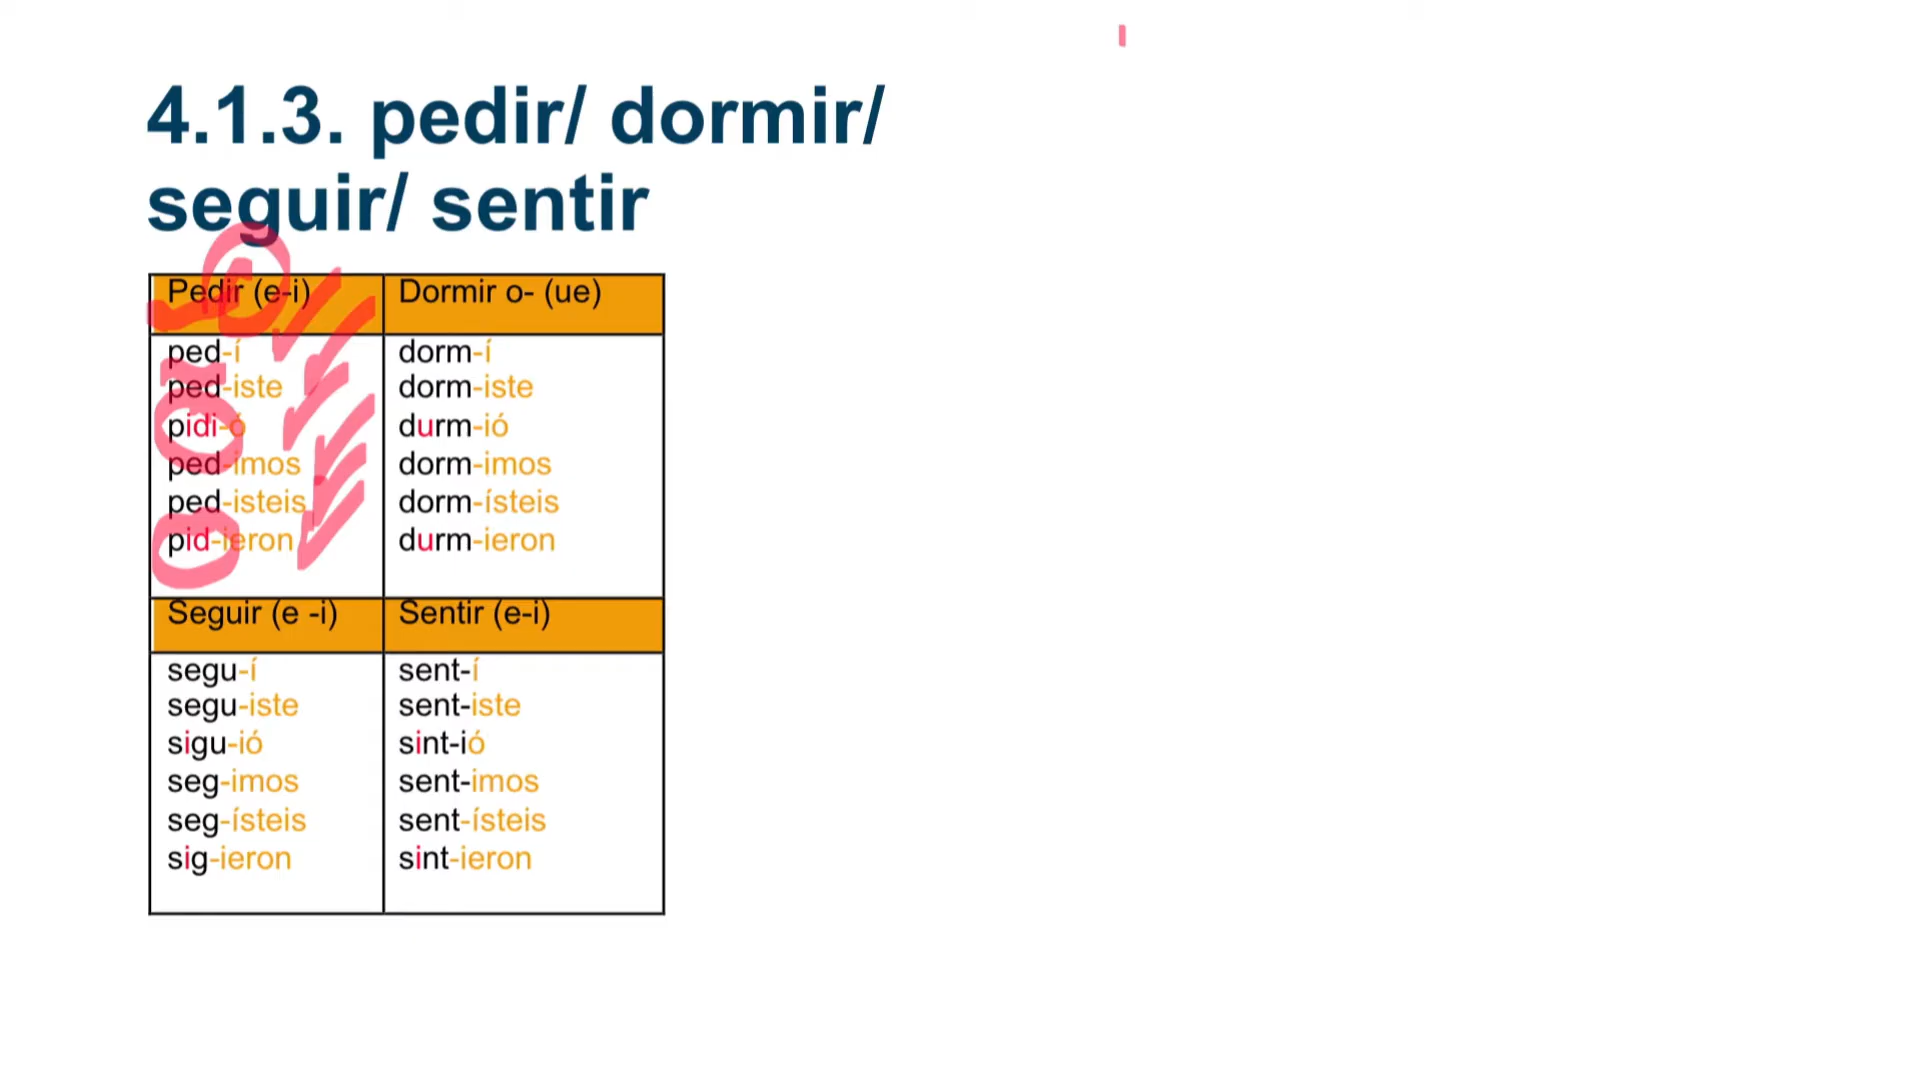 4.1.3. pedir/ dormir/
seguir/ sentir
Pedir (e-i)
ped-í
ped-iste
pidi-ó
ped-imos
ped-isteis
pid-ieron
Dormir o- (ue)
dorm-í
dorm-iste
durm-ió
dorm-imos
dorm-ísteis
durm-ieron
Seguir (e -i)
segu-í
segu-iste
sigu-ió
seg-imos
seg-ísteis
sig-ieron
Sentir (e-i)
sent-í
sent-iste
sint-ió
sent-imos
sent-ísteis
sint-ieron